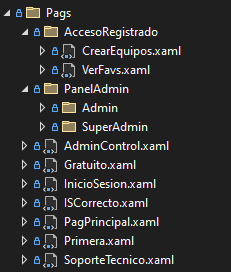 Pags
AccesoRegistrado
CrearEquipos.xaml
VerFavs.xaml
PanelAdmin
Admin
SuperAdmin
AdminControl.xaml
Gratuito.xaml
InicioSesion.xaml
ISCorrecto.xaml
PagPrincipal.xaml
Primera.xaml
SoporteTecnico.xaml